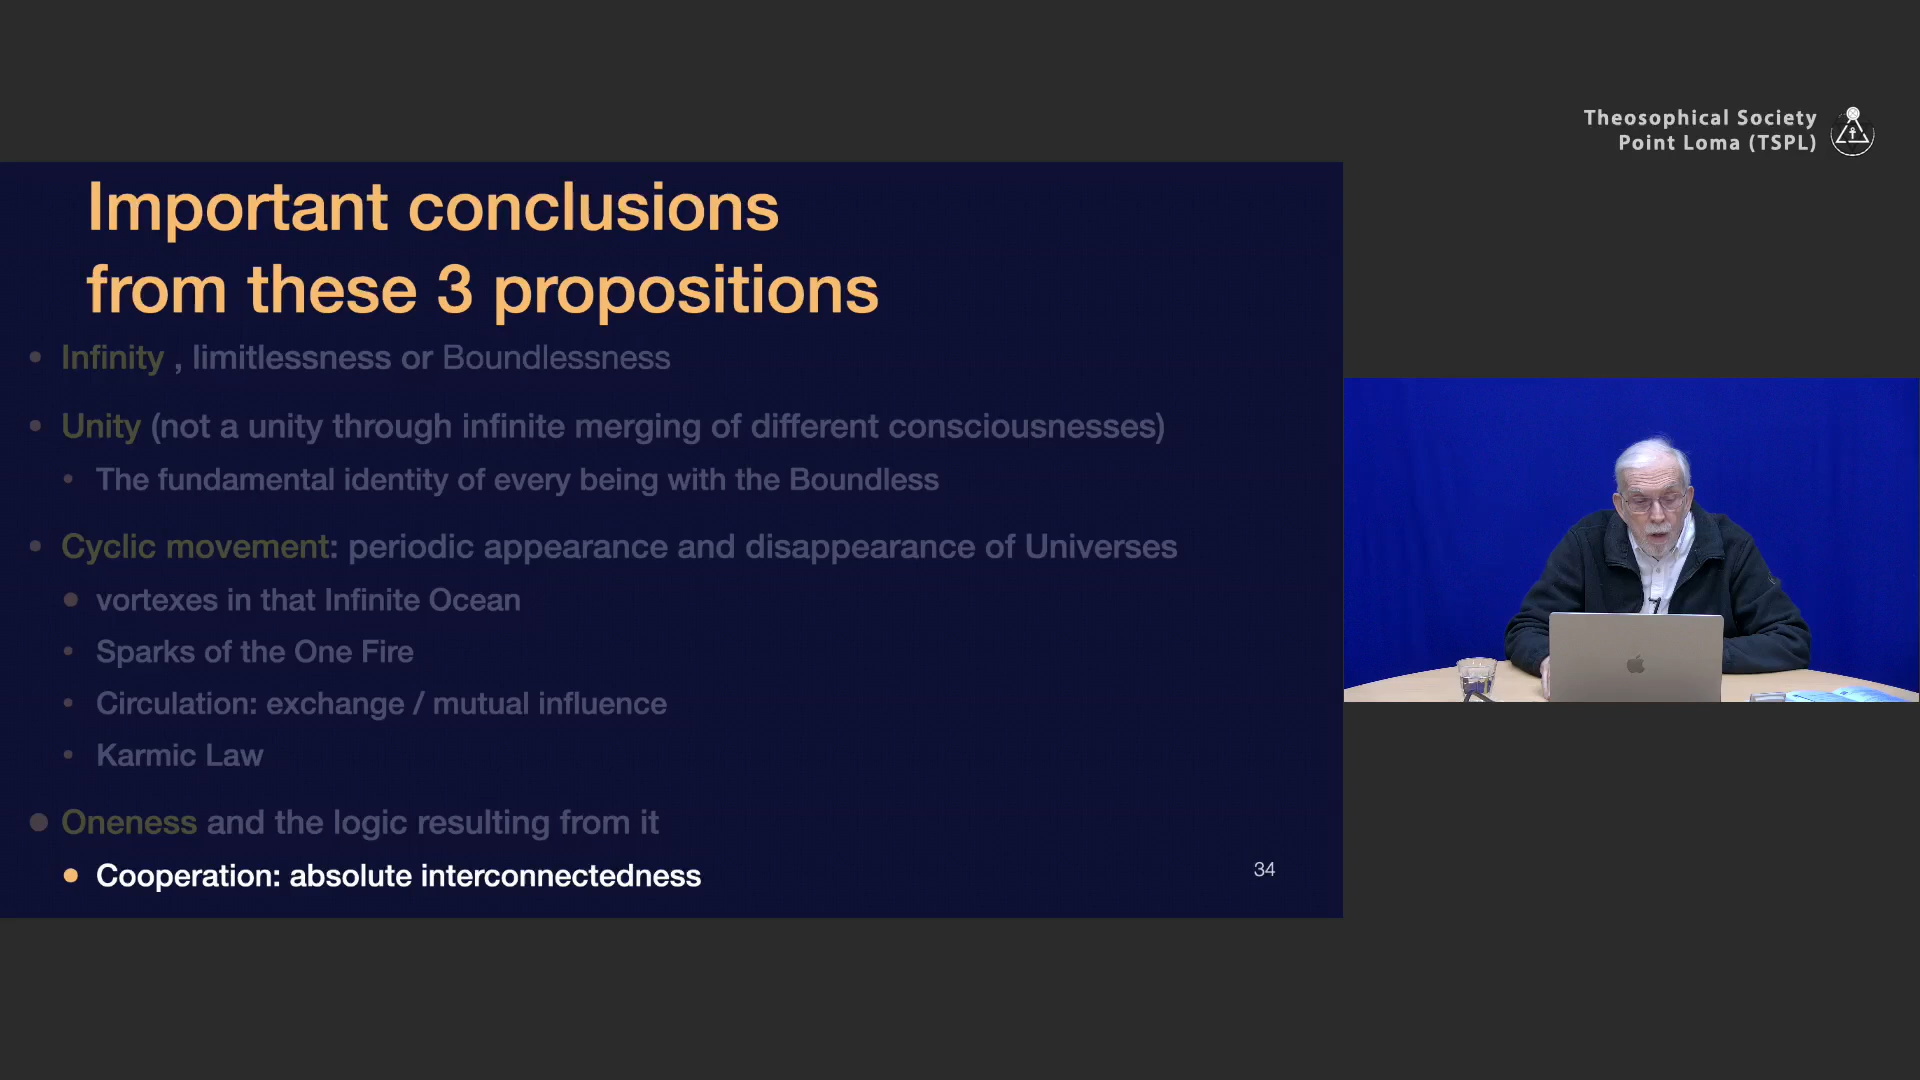 Theosophical Society
Point Loma (TSPL)
Important conclusions
from these 3 propositions
• Infinity , limitlessness or Boundlessness
• Unity (not a unity through infinite merging of different consciousnesses)
• The fundamental identity of every being with the Boundless
• Cyclic movement: periodic appearance and disappearance of Universes
• vortexes in that Infinite Ocean
• Sparks of the One Fire
• Circulation: exchange / mutual influence
• Karmic Law
• Oneness and the logic resulting from it
• Cooperation: absolute interconnectedness
34